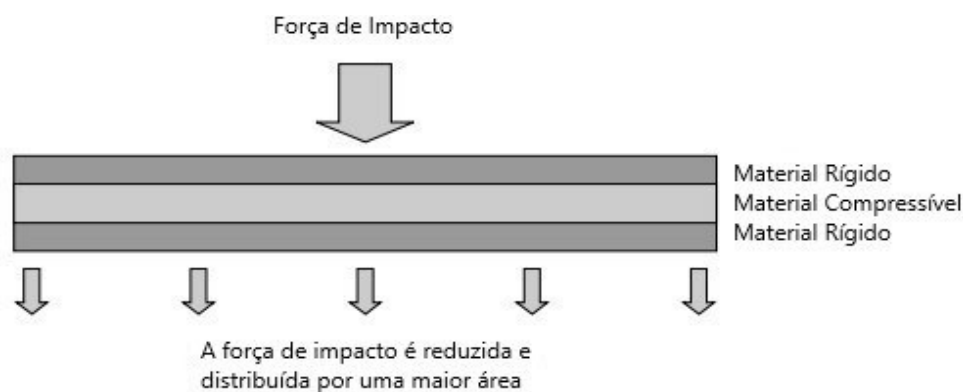 Força de Impacto
Material Rígido
Material Compressível
Material Rígido
A força de impacto é reduzida e
distribuída por uma maior área